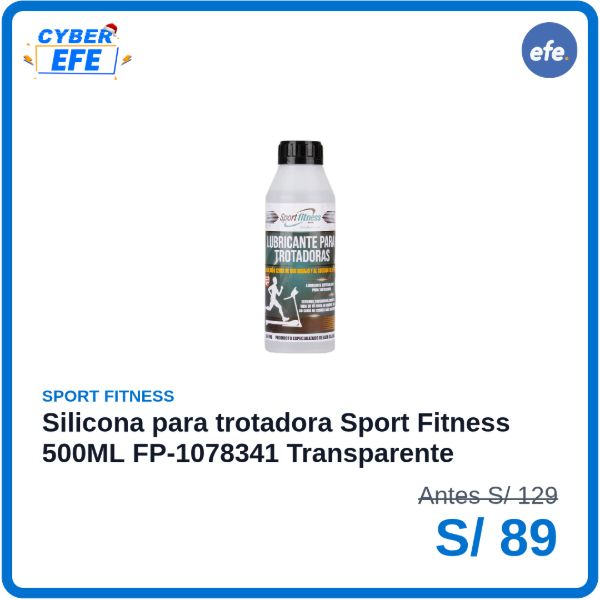 CYBER
EFE
efe.
Sport fitness
LUBRICANTE PARA
TROTADORAS
PARA
SPORT FITNESS
Silicona para trotadora Sport Fitness
500ML FP-1078341 Transparente
Antes S/ 129
S/ 89